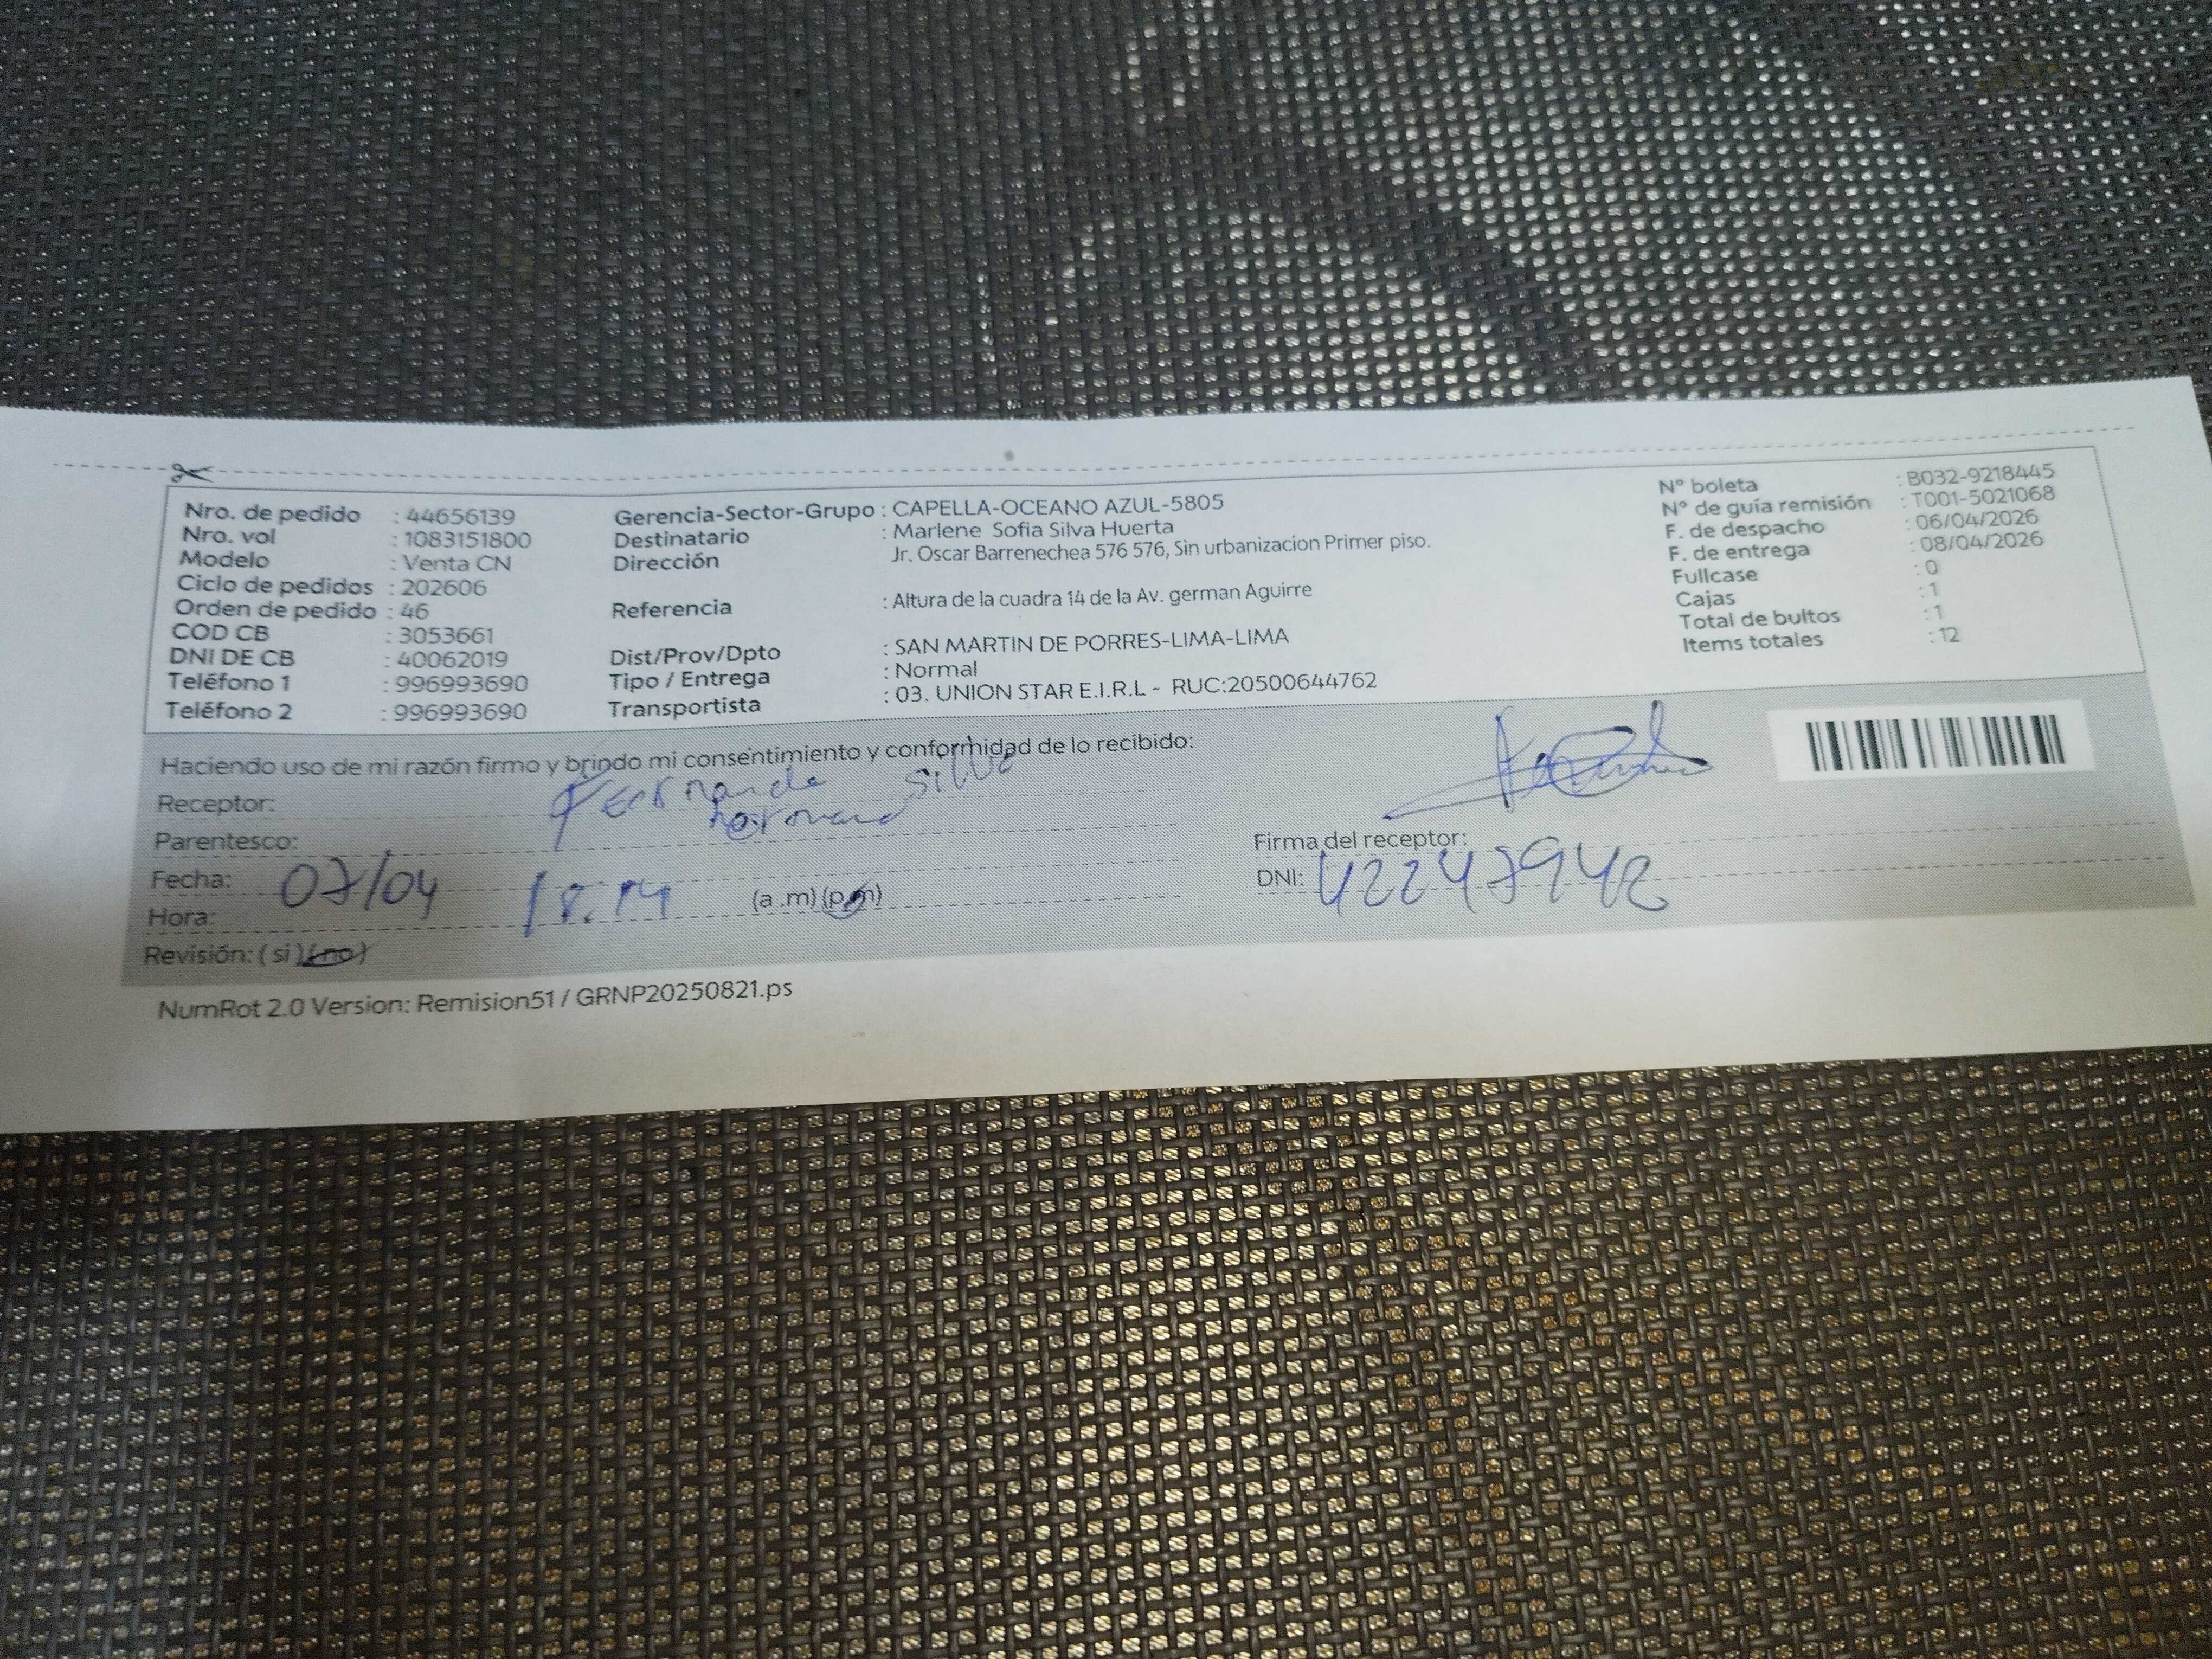 Nro. de pedido : 44656139
Nro. vol : 1083151800
Modelo : Venta CN
Ciclo de pedidos : 202606
Orden de pedido : 46
COD CB : 3053661
DNI DE CB : 40062019
Teléfono 1 : 996993690
Teléfono 2 : 996993690
Gerencia-Sector-Grupo : CAPELLA-OCEANO AZUL-5805
Destinatario : Marlene Sofia Silva Huerta
Dirección Jr. Oscar Barrenechea 576 576, Sin urbanizacion Primer piso.
Referencia : Altura de la cuadra 14 de la Av. german Aguirre
Dist/Prov/Dpto : SAN MARTIN DE PORRES-LIMA-LIMA
Tipo / Entrega : Normal
Transportista : 03. UNION STAR E.I.R.L - RUC:20500644762
N° boleta : B032-9218445
N° de guía remisión : T001-5021068
F. de despacho : 06/04/2026
F. de entrega : 08/04/2026
Fullcase : 0
Cajas : 1
Total de bultos : 1
Items totales : 12
Haciendo uso de mi razón firmo y brindo mi consentimiento y conformidad de lo recibido:
Receptor: Fernando Silva
Parentesco: hermano
Fecha: 07/04
Hora: 18:14 (a .m) (p.m)
Revisión: ( si ) (no)
Firma del receptor:
DNI:
NumRot 2.0 Version: Remision51 / GRNP20250821.ps